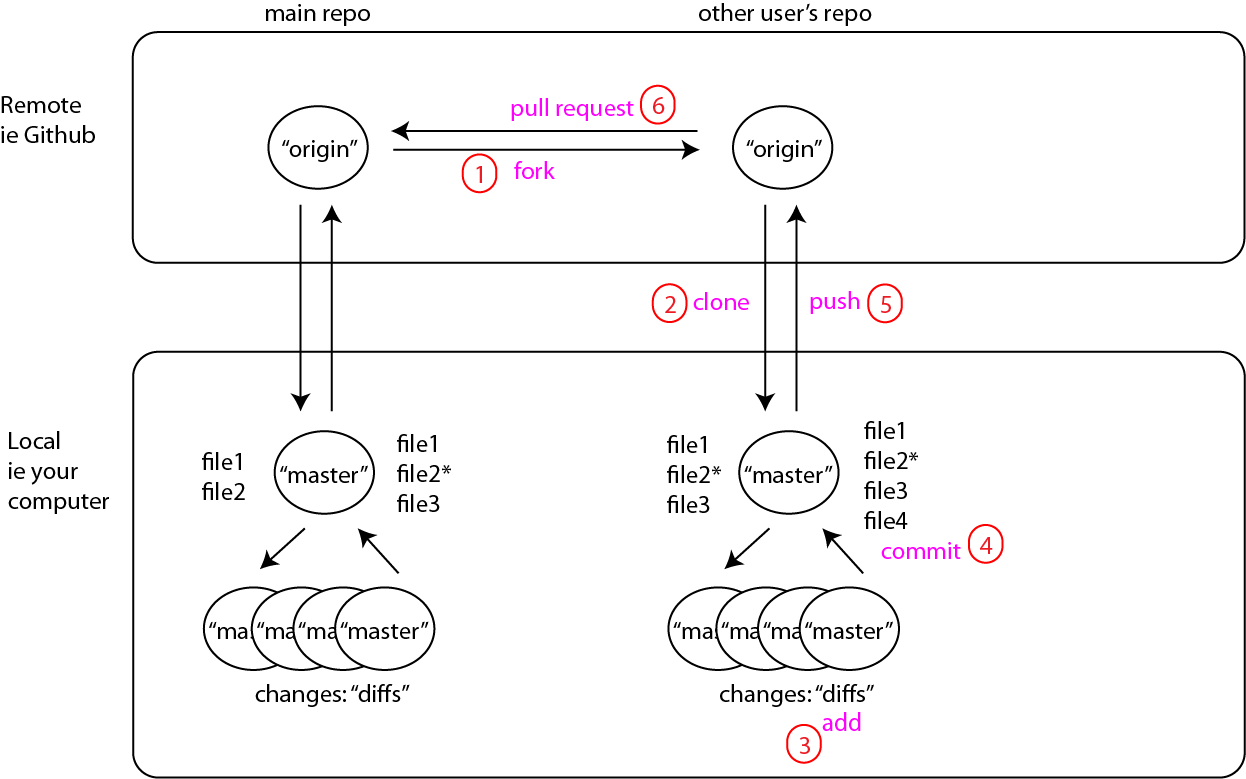 main repo
other user's repo
Remote
ie Github
pull request 6
“origin”
“origin”
1 fork
2 clone
push 5
Local
ie your
computer
file1
file2
“master”
file1
file2*
file3
file1
file2*
file3
“master”
file1
file2*
file3
file4
commit 4
“mas
“ma
“ma
“master”
“mas
“ma
“ma
“master”
changes: “diffs”
changes: “diffs”
add
3